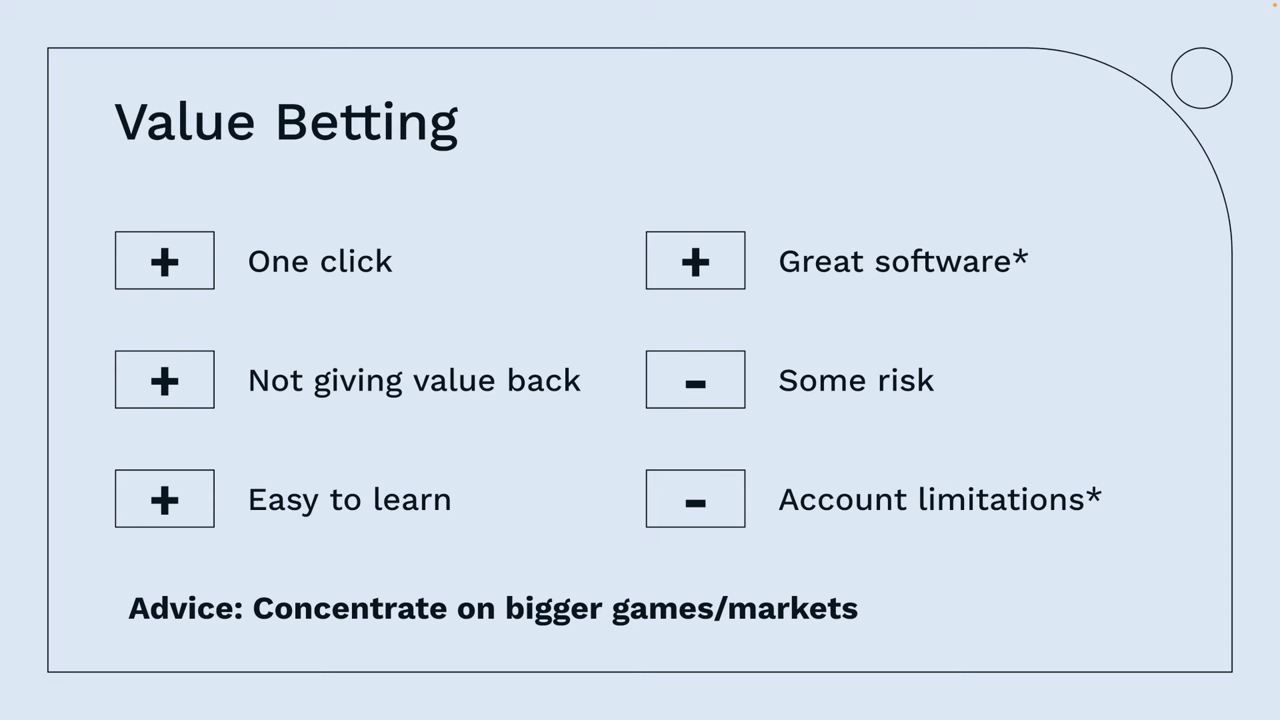 Value Betting
+ One click
+ Great software*
+ Not giving value back
- Some risk
+ Easy to learn
- Account limitations*
Advice: Concentrate on bigger games/markets